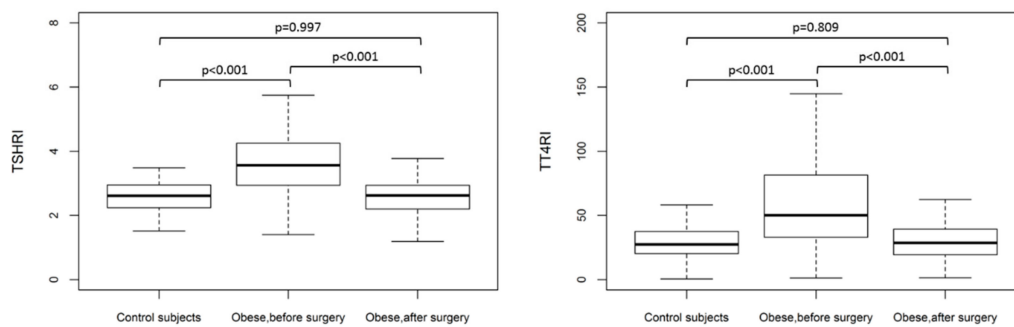 8
6
4
2
0
TSHRI
p=0.997
p<0.001
p<0.001
Control subjects
Obese,before surgery
Obese,after surgery
200
150
100
50
0
TT4RI
p=0.809
p<0.001
p<0.001
Control subjects
Obese,before surgery
Obese,after surgery